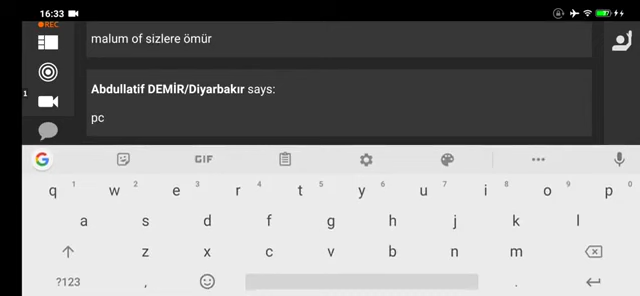 16:33
REC
malum of sizlere ömür
Abdullatif DEMİR/Diyarbakır says:
1
pc
GIF
q 1 w 2 e 3 r 4 t 5 y 6 u 7 i 8 o 9 p 0
a s d f g h j k l
z x c v b n m
?123 , .